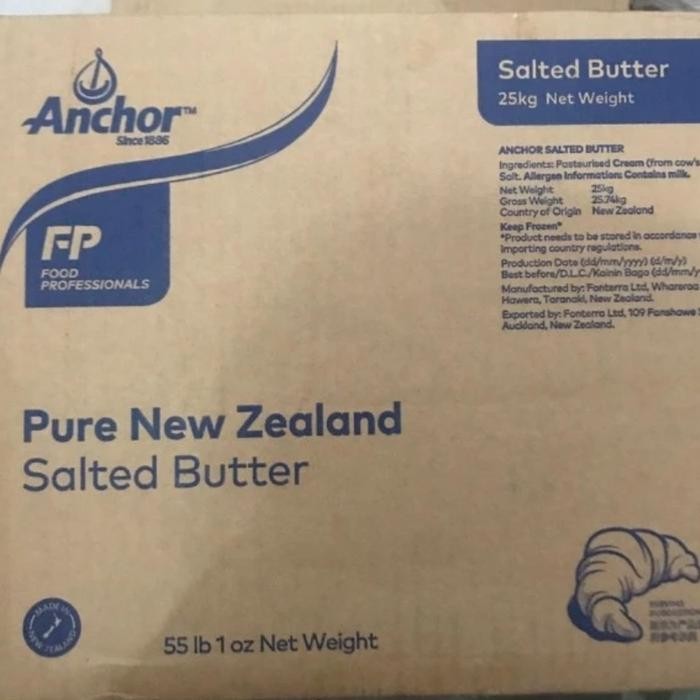 Anchor™
Since 1886
FP
FOOD
PROFESSIONALS
Salted Butter
25kg Net Weight
ANCHOR SALTED BUTTER
Ingredients: Pasteurised Cream (from cow's
Salt. Allergen Information: Contains milk.
Net Weight 25kg
Gross Weight 25.74kg
Country of Origin New Zealand
Keep Frozen*
*Product needs to be stored in accordance
importing country regulations.
Production Date (dd/mm/yyyy) (d/m/y)
Best before/D.L.C./Kainin Bago (dd/mm/y
Manufactured by: Fonterra Ltd, Whareroa
Hawera, Taranaki, New Zealand.
Exported by: Fonterra Ltd, 109 Fanshawe
Auckland, New Zealand.
Pure New Zealand
Salted Butter
MADE IN
NEW ZEALAND
55 lb 1 oz Net Weight